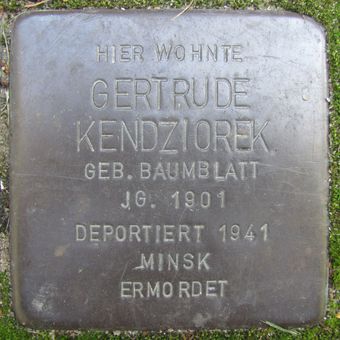 HIER WOHNTE
GERTRUDE
KENDZIOREK
GEB. BAUMBLATT
JG. 1901
DEPORTIERT 1941
MINSK
ERMORDET